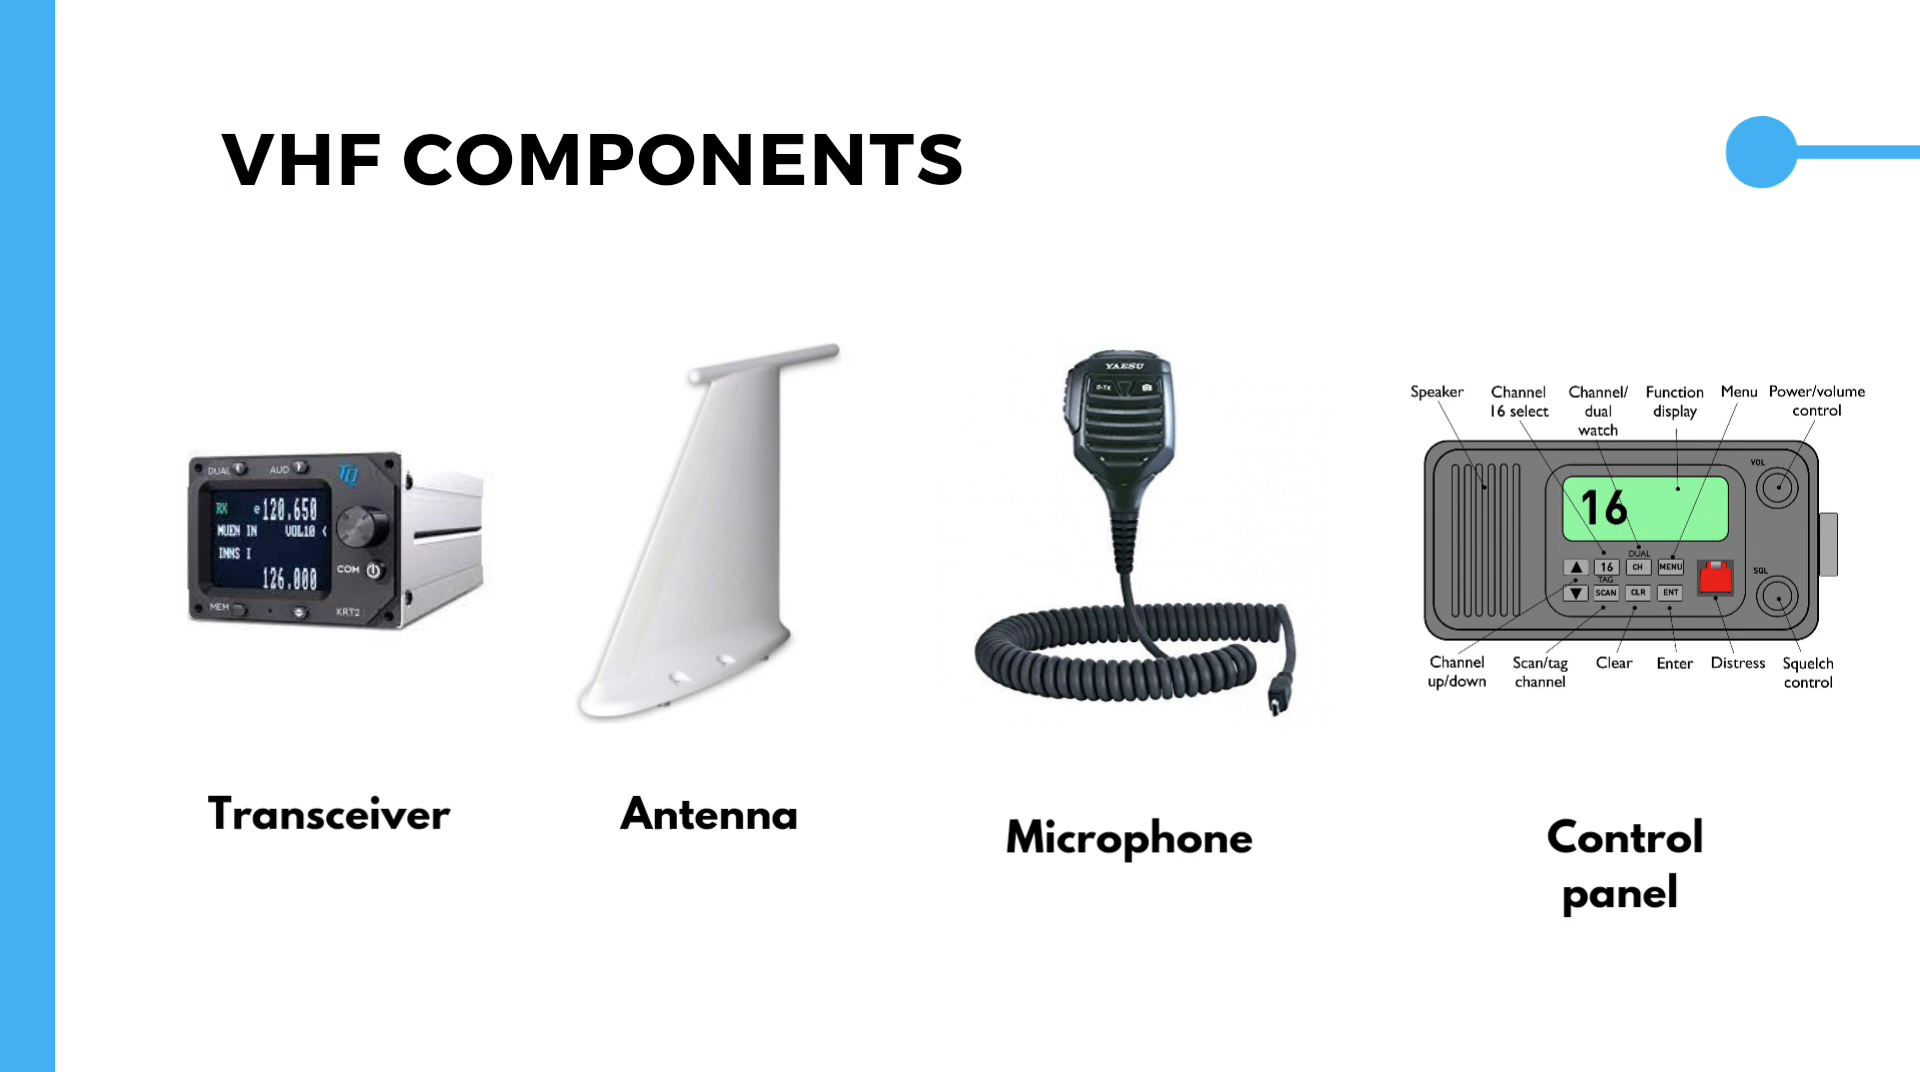 VHF COMPONENTS
DUAL
AUD
TQ
RX e 120.650
MUEN IN VOL10 <
INNS I
126.000
COM
MEM
KRT2
YAESU
Speaker
Channel
16 select
Channel/
dual
watch
Function
display
Menu
Power/volume
control
VOL
16
DUAL
16
CH
MENU
TAG
SCAN
CLR
ENT
SQL
Channel
up/down
Scan/tag
channel
Clear
Enter
Distress
Squelch
control
Transceiver
Antenna
Microphone
Control
panel